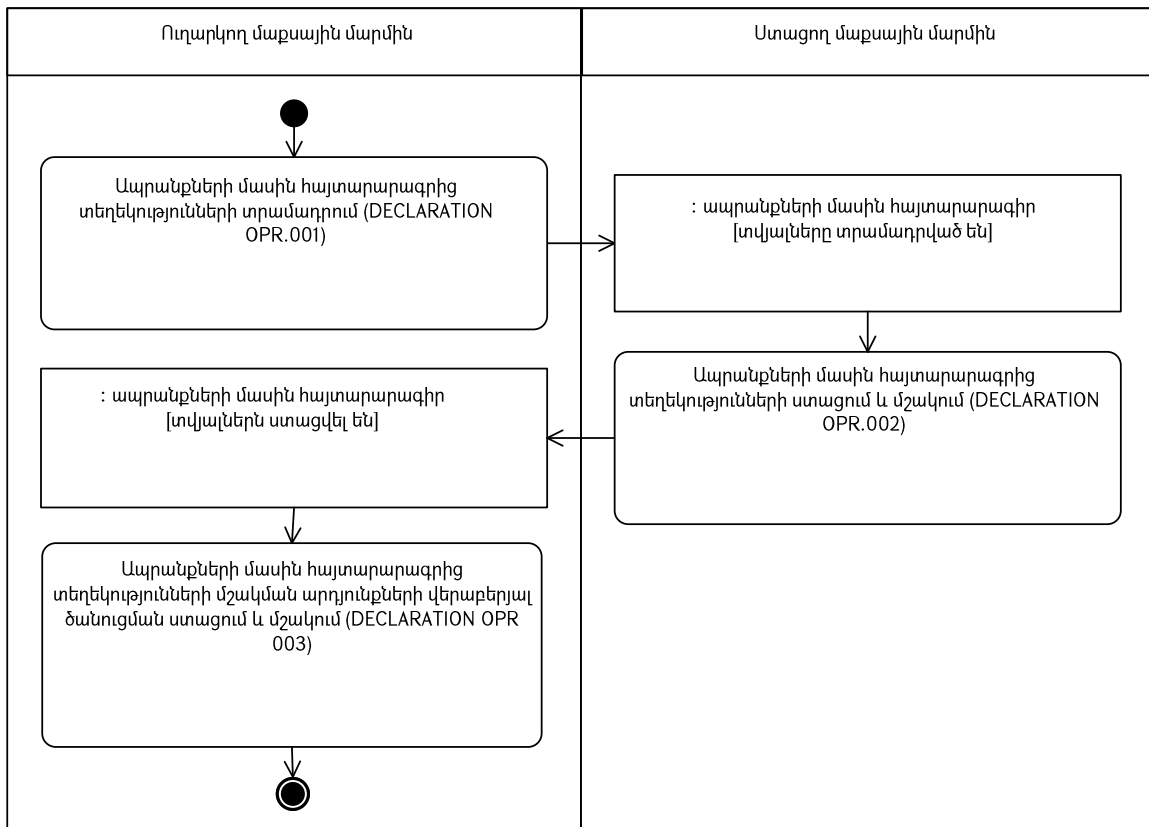 Ուղարկող մաքսային մարմին
Ստացող մաքսային մարմին
Ապրանքների մասին հայտարարագրից
տեղեկությունների տրամադրում (DECLARATION
OPR.001)
: ապրանքների մասին հայտարարագիր
[տվյալները տրամադրված են]
Ապրանքների մասին հայտարարագրից
տեղեկությունների ստացում և մշակում (DECLARATION
OPR.002)
: ապրանքների մասին հայտարարագիր
[տվյալներն ստացվել են]
Ապրանքների մասին հայտարարագրից
տեղեկությունների մշակման արդյունքների վերաբերյալ
ծանուցման ստացում և մշակում (DECLARATION OPR
003)